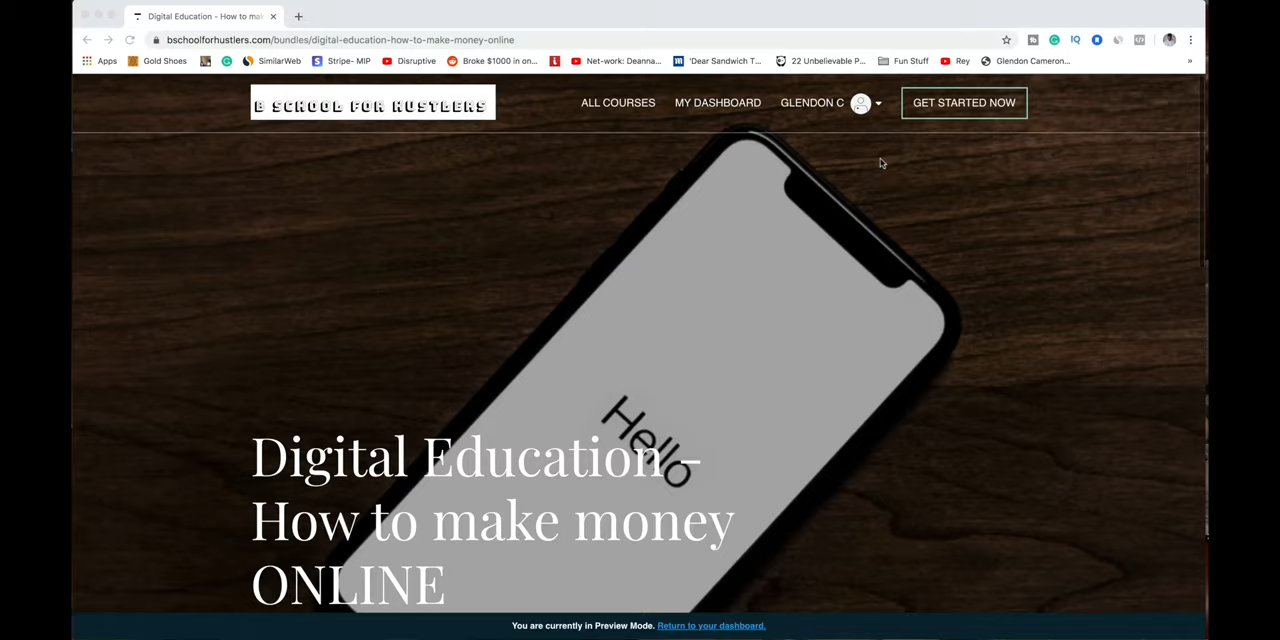 Digital Education - How to mak
bschoolforhustlers.com/bundles/digital-education-how-to-make-money-online
IQ
Apps Gold Shoes SimilarWeb Stripe- MIP Disruptive Broke $1000 in on... Net-work: Deanna... 'Dear Sandwich T... 22 Unbelievable P... Fun Stuff Rey Glendon Cameron... »
B SCHOOL FOR HUSTLERS ALL COURSES MY DASHBOARD GLENDON C GET STARTED NOW
Hello
Digital Education -
How to make money
ONLINE
You are currently in Preview Mode. Return to your dashboard.